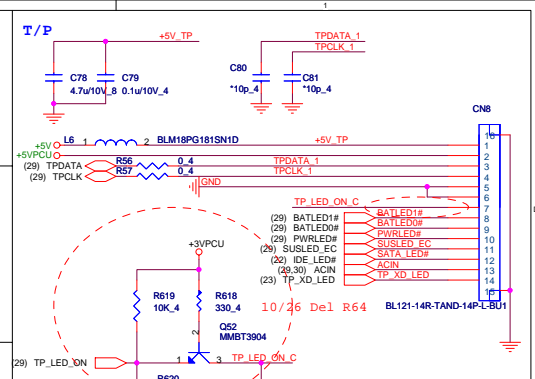 1
T/P
+5V_TP
TPDATA_1
TPCLK_1
C78
4.7u/10V_8
C79
0.1u/10V_4
C80
*10p_4
C81
*10p_4
CN8
+5V
L6
1
2
BLM18PG181SN1D
+5V_TP
+5VPCU
(29) TPDATA
R56
0_4
TPDATA_1
(29) TPCLK
R57
0_4
TPCLK_1
GND
TP_LED_ON_C
(29) BATLED1#
BATLED1#
(29) BATLED0#
BATLED0#
(29) PWRLED#
PWRLED#
(29) SUSLED_EC
SUSLED_EC
(22) IDE_LED#
SATA_LED#
(29,30) ACIN
ACIN
(23) TP_XD_LED
TP_XD_LED
16
1
2
3
4
5
6
7
8
9
10
11
12
13
14
15
BL121-14R-TAND-14P-L-BU1
+3VPCU
R619
10K_4
R618
330_4
10/26 Del R64
Q52
MMBT3904
2
(29) TP_LED_ON
1
3
TP_LED_ON_C
R620